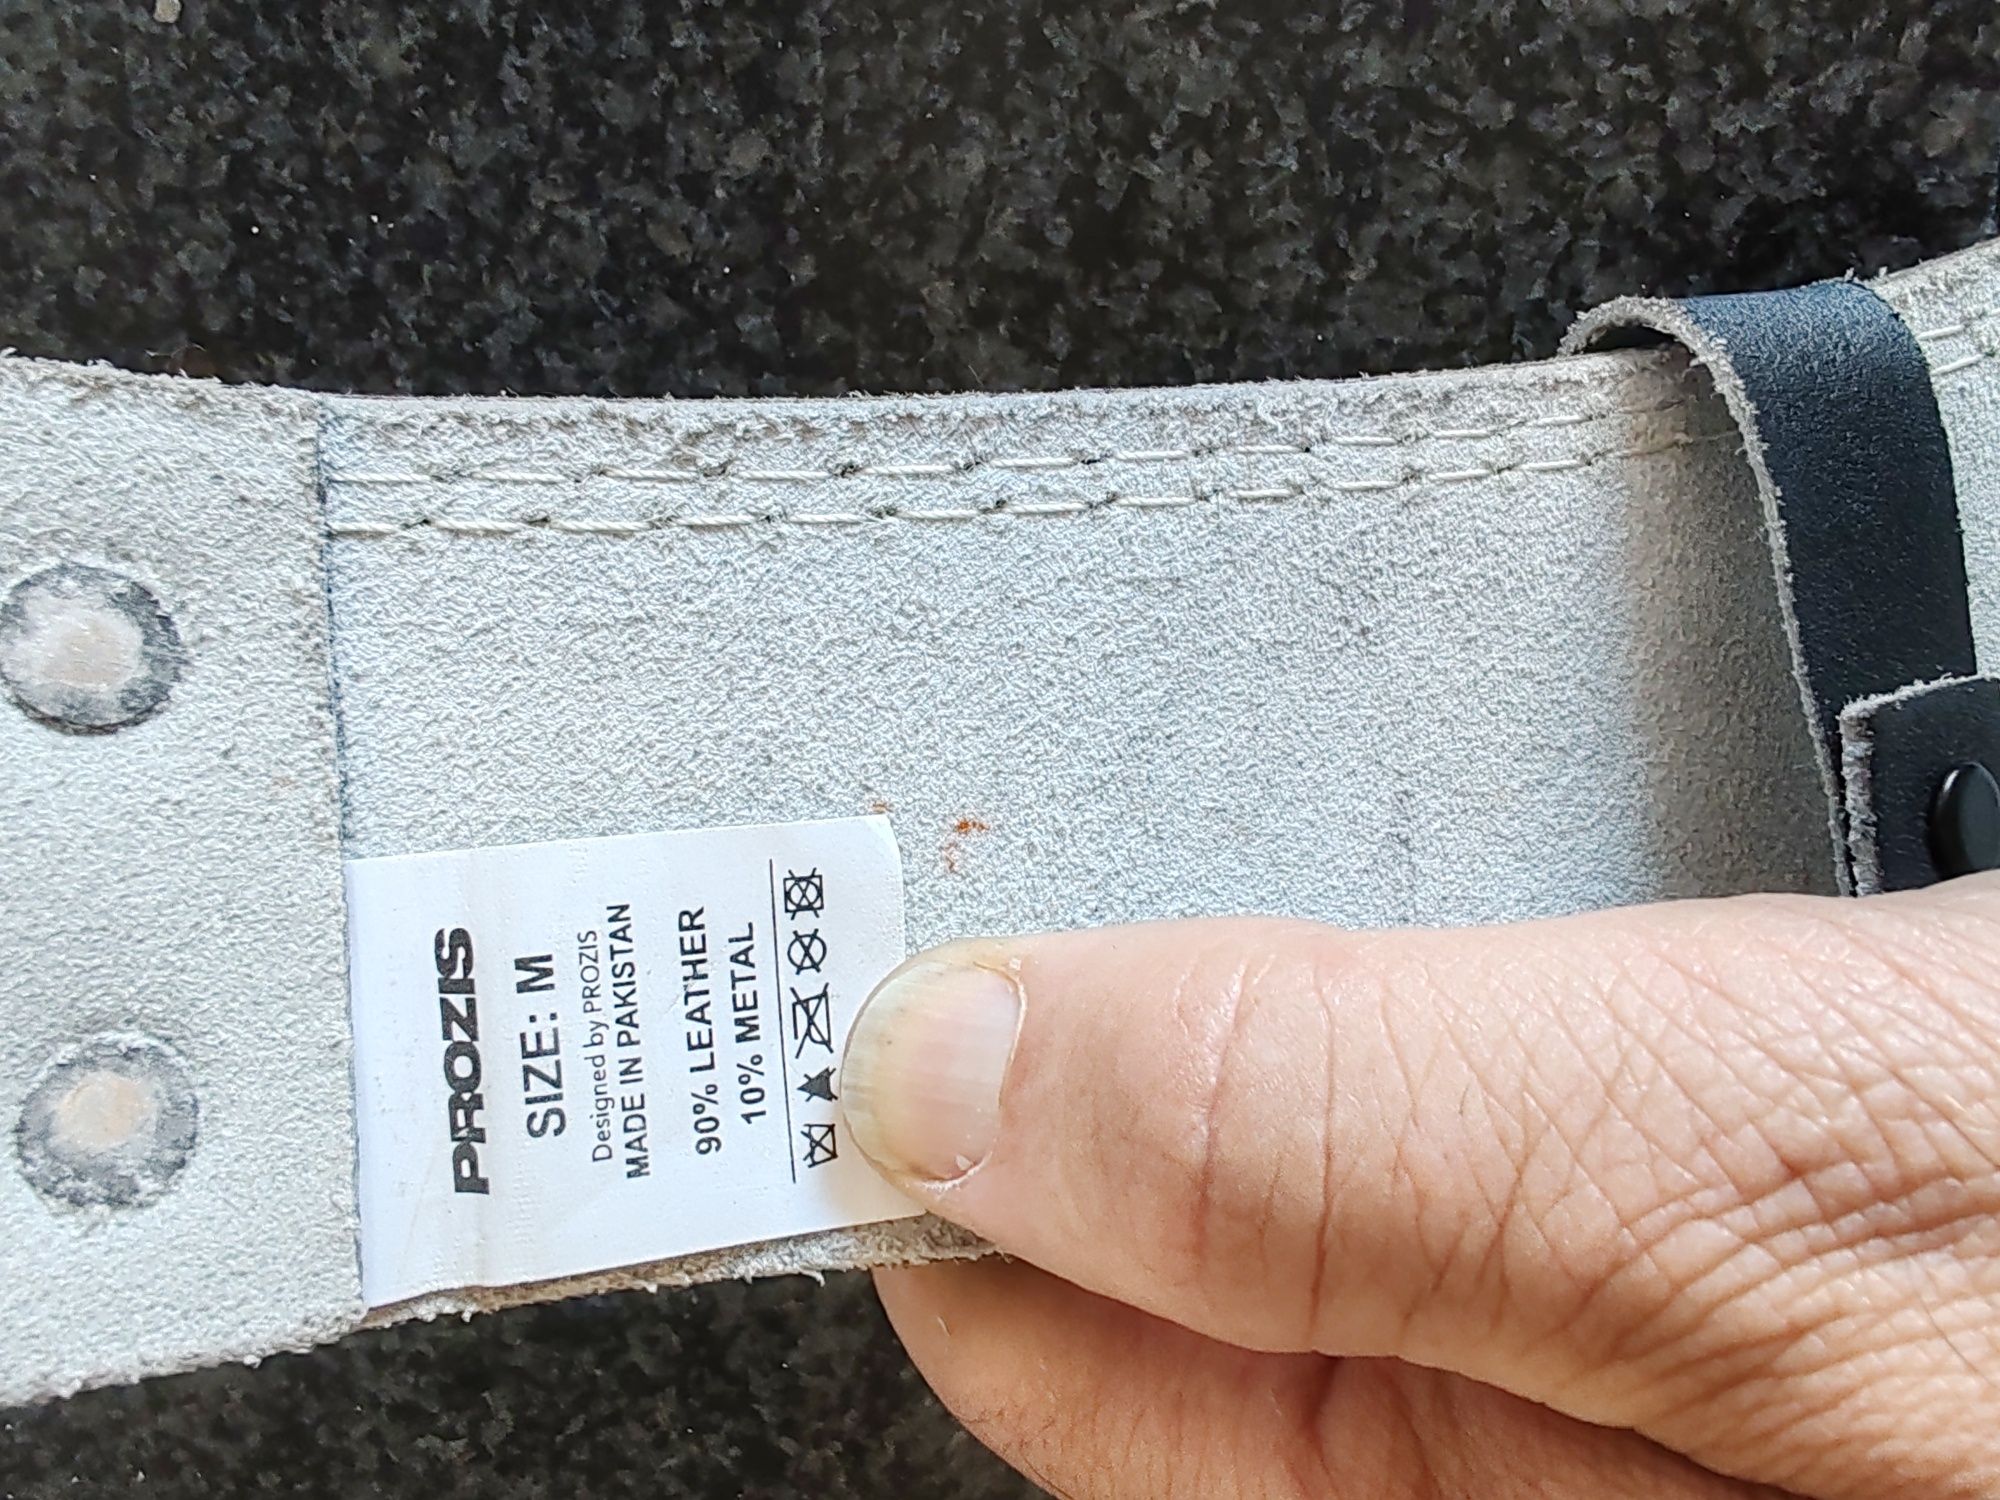 PROZIS
SIZE: M
Designed by PROZIS
MADE IN PAKISTAN
90% LEATHER
10% METAL